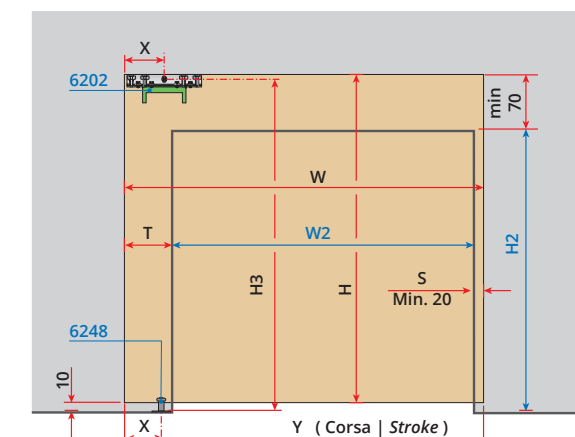 X
6202
min
70
W
T
W2
H3
H
H2
S
Min. 20
6248
10
X
Y ( Corsa | Stroke )